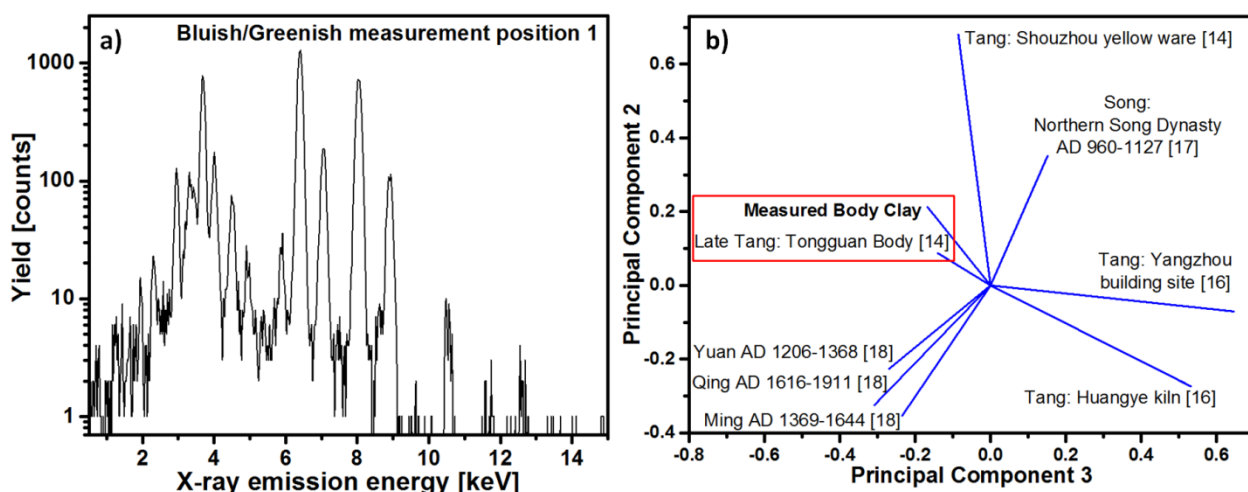 a)
Bluish/Greenish measurement position 1
1000
100
10
1
Yield [counts]
2 4 6 8 10 12 14
X-ray emission energy [keV]
b)
0.6
0.4
0.2
0.0
-0.2
-0.4
Principal Component 2
Tang: Shouzhou yellow ware [14]
Song:
Northern Song Dynasty
AD 960-1127 [17]
Measured Body Clay
Late Tang: Tongguan Body [14]
Tang: Yangzhou
building site [16]
Yuan AD 1206-1368 [18]
Qing AD 1616-1911 [18]
Ming AD 1369-1644 [18]
Tang: Huangye kiln [16]
-0.8 -0.6 -0.4 -0.2 0.0 0.2 0.4 0.6
Principal Component 3